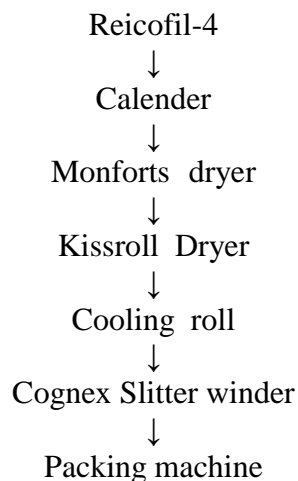 Reicofil-4
↓
Calender
↓
Monforts dryer
↓
Kissroll Dryer
↓
Cooling roll
↓
Cognex Slitter winder
↓
Packing machine